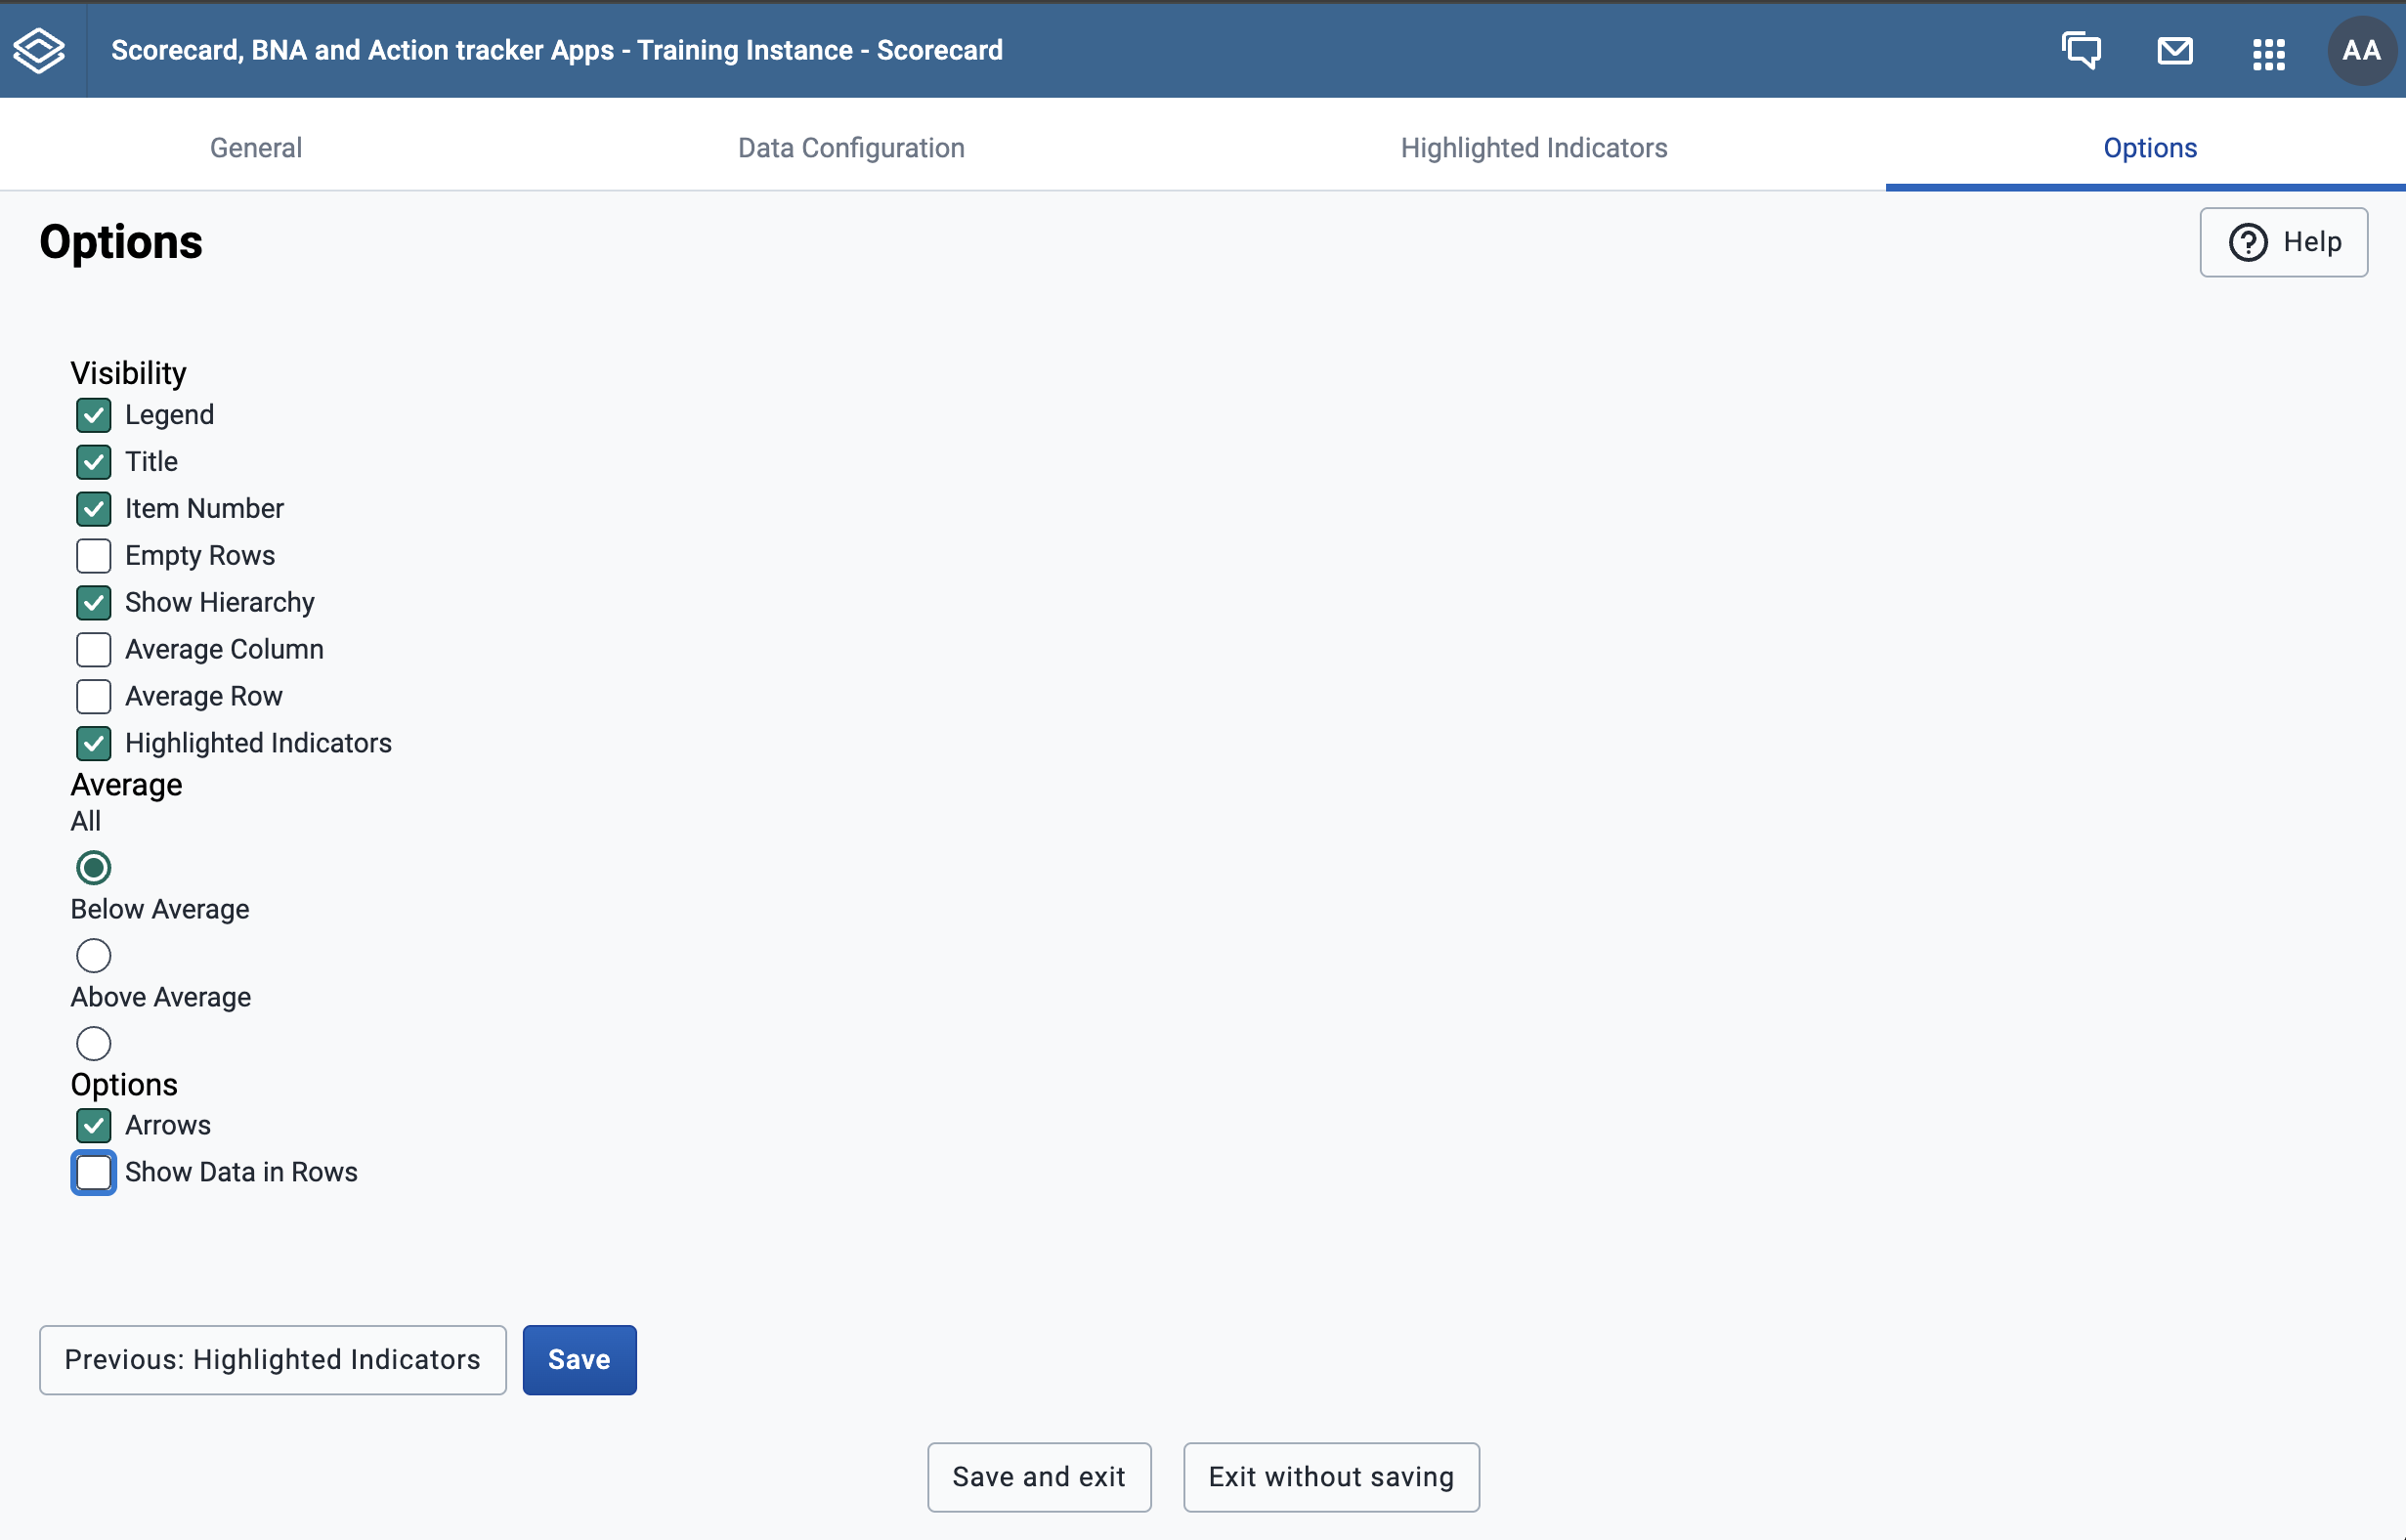 Scorecard, BNA and Action tracker Apps - Training Instance - Scorecard
AA
General
Data Configuration
Highlighted Indicators
Options
Options
Help
Visibility
Legend
Title
Item Number
Empty Rows
Show Hierarchy
Average Column
Average Row
Highlighted Indicators
Average
All
Below Average
Above Average
Options
Arrows
Show Data in Rows
Previous: Highlighted Indicators
Save
Save and exit
Exit without saving